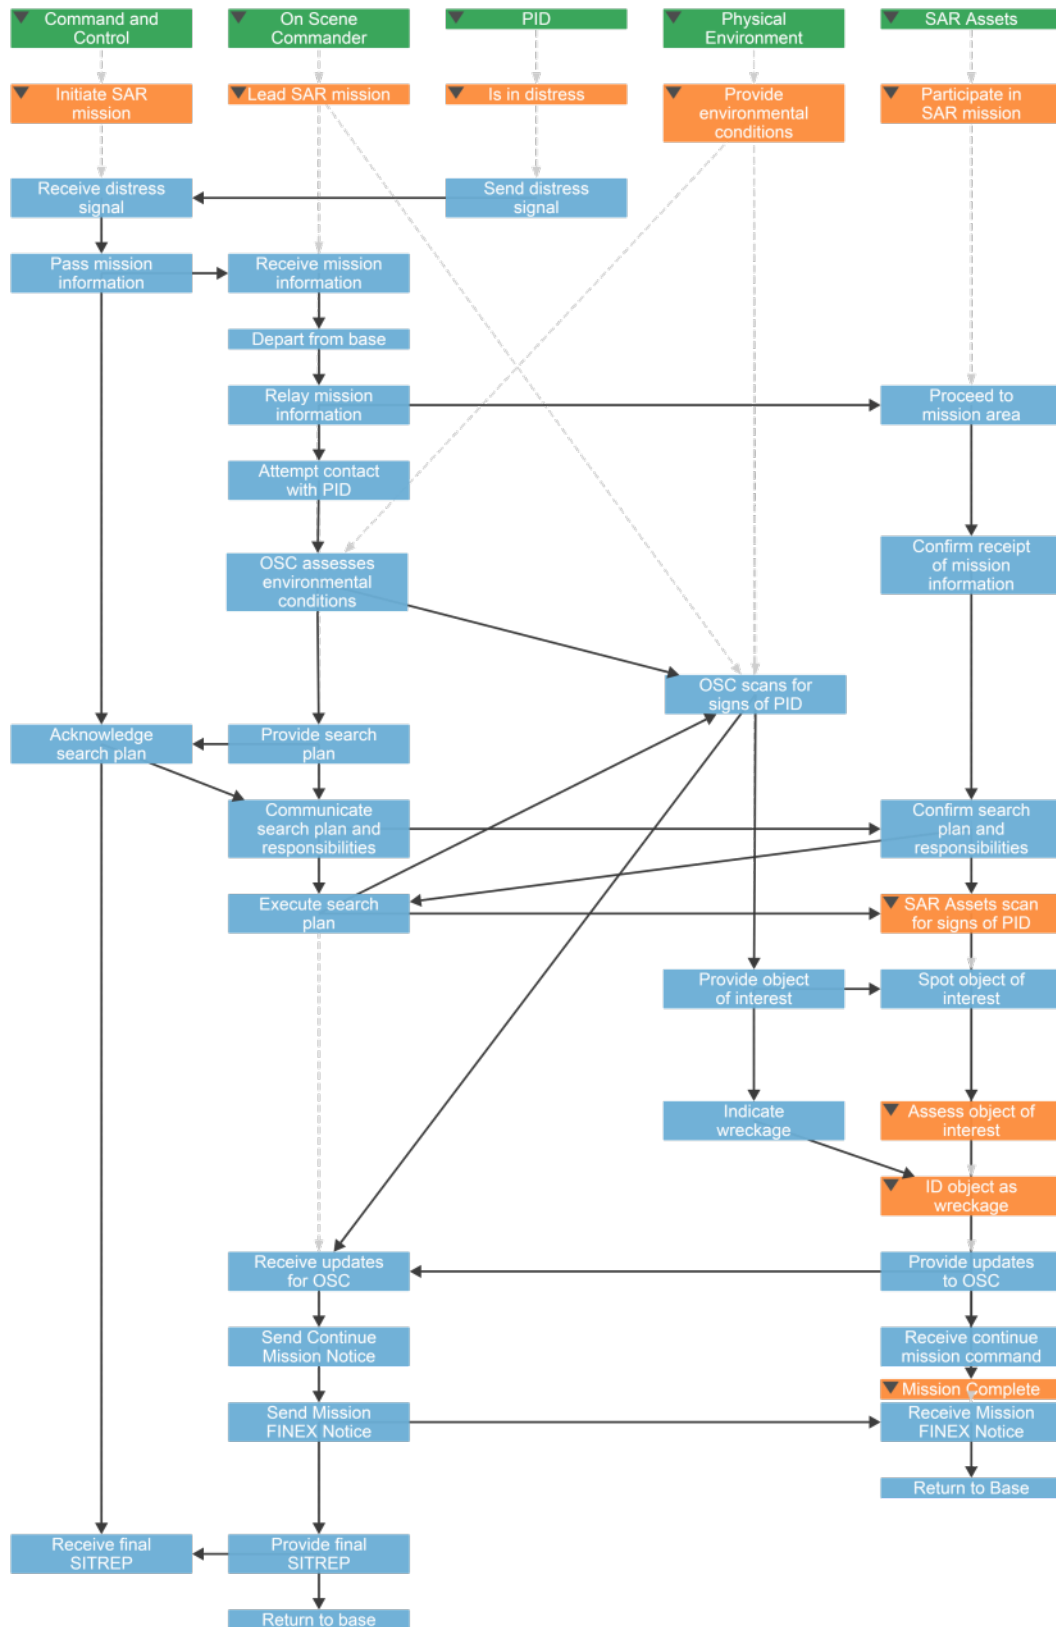 Command and
Control
On Scene
Commander
PID
Physical
Environment
SAR Assets
Initiate SAR
mission
Lead SAR mission
Is in distress
Provide
environmental
conditions
Participate in
SAR mission
Receive distress
signal
Send distress
signal
Pass mission
information
Receive mission
information
Depart from base
Relay mission
information
Proceed to
mission area
Attempt contact
with PID
OSC assesses
environmental
conditions
Confirm receipt
of mission
information
OSC scans for
signs of PID
Acknowledge
search plan
Provide search
plan
Communicate
search plan and
responsibilities
Confirm search
plan and
responsibilities
Execute search
plan
SAR Assets scan
for signs of PID
Provide object
of interest
Spot object of
interest
Indicate
wreckage
Assess object of
interest
ID object as
wreckage
Receive updates
for OSC
Provide updates
to OSC
Send Continue
Mission Notice
Receive continue
mission command
Mission Complete
Send Mission
FINEX Notice
Receive Mission
FINEX Notice
Return to Base
Receive final
SITREP
Provide final
SITREP
Return to base